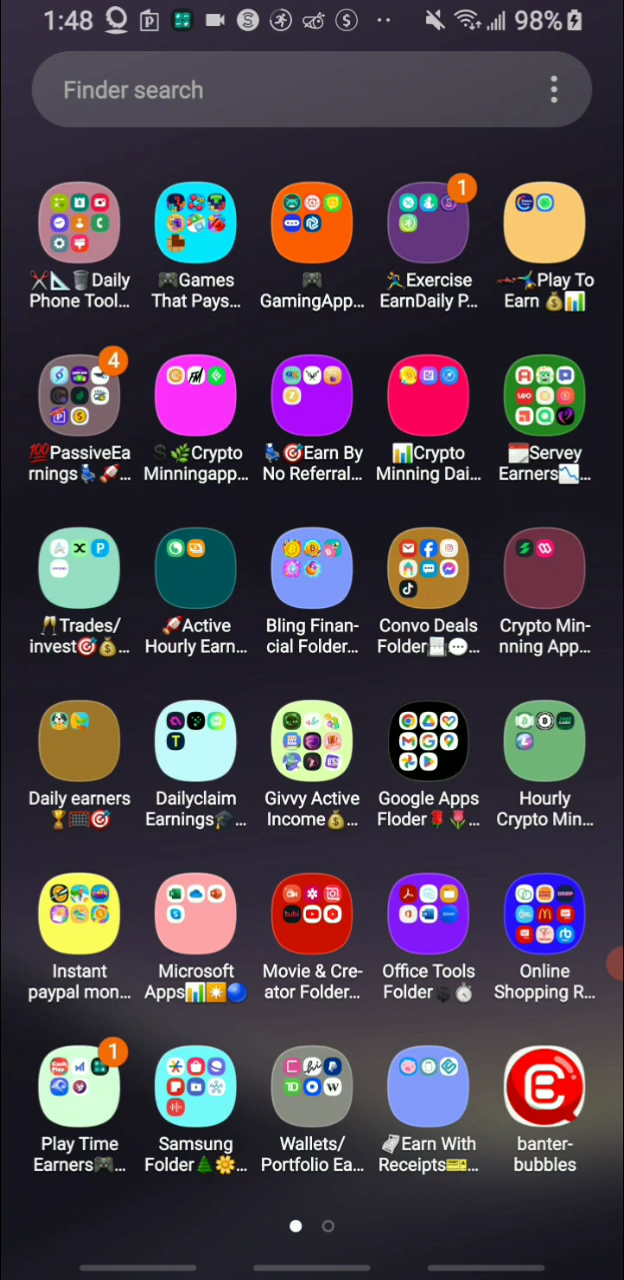 1:48
98%
Finder search
✂️📐🗑️Daily
Phone Tool...
🎮Games
That Pays...
🎮
GamingApp...
🏃Exercise
EarnDaily P...
1
Play To
Earn 💰📊
💯PassiveEa
rnings💺🚀...
4
💲🌿Crypto
Minningapp...
💺🎯Earn By
No Referral...
📊Crypto
Minning Dai...
🗓️Servey
Earners📉...
🥂Trades/
invest🎯💰...
🚀Active
Hourly Earn...
Bling Finan-
cial Folder...
Convo Deals
Folder🧾💬...
Crypto Min-
nning App...
Daily earners
🏆🥅🎯
Dailyclaim
Earnings🎓...
Givvy Active
Income💰...
Google Apps
Floder🌹🌷...
Hourly
Crypto Min...
Instant
paypal mon...
Microsoft
Apps📊✴️🔵
Movie & Cre-
ator Folder...
Office Tools
Folder💲⏱️
Online
Shopping R...
Play Time
Earners🎮...
1
Samsung
Folder🌲🌼...
Wallets/
Portfolio Ea...
Earn With
Receipts🎫...
banter-
bubbles